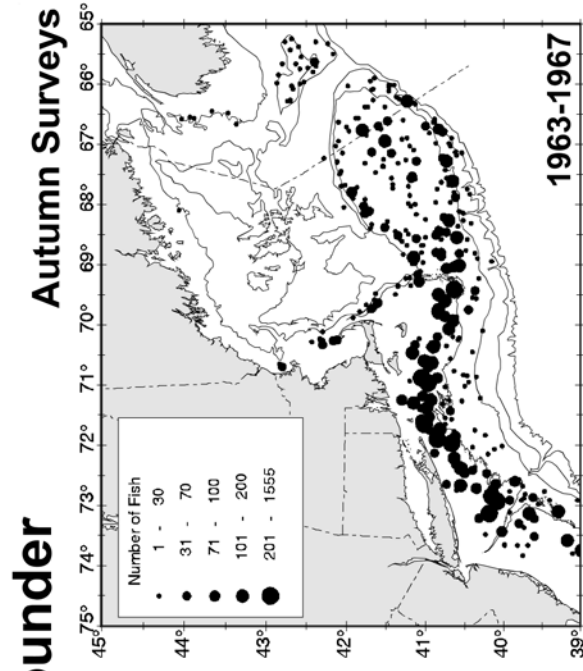 ounder
Autumn Surveys
75° 74° 73° 72° 71° 70° 69° 68° 67° 66° 65°
45°
44°
43°
42°
41°
40°
39°
Number of Fish
1 - 30
31 - 70
71 - 100
101 - 200
201 - 1555
1963-1967